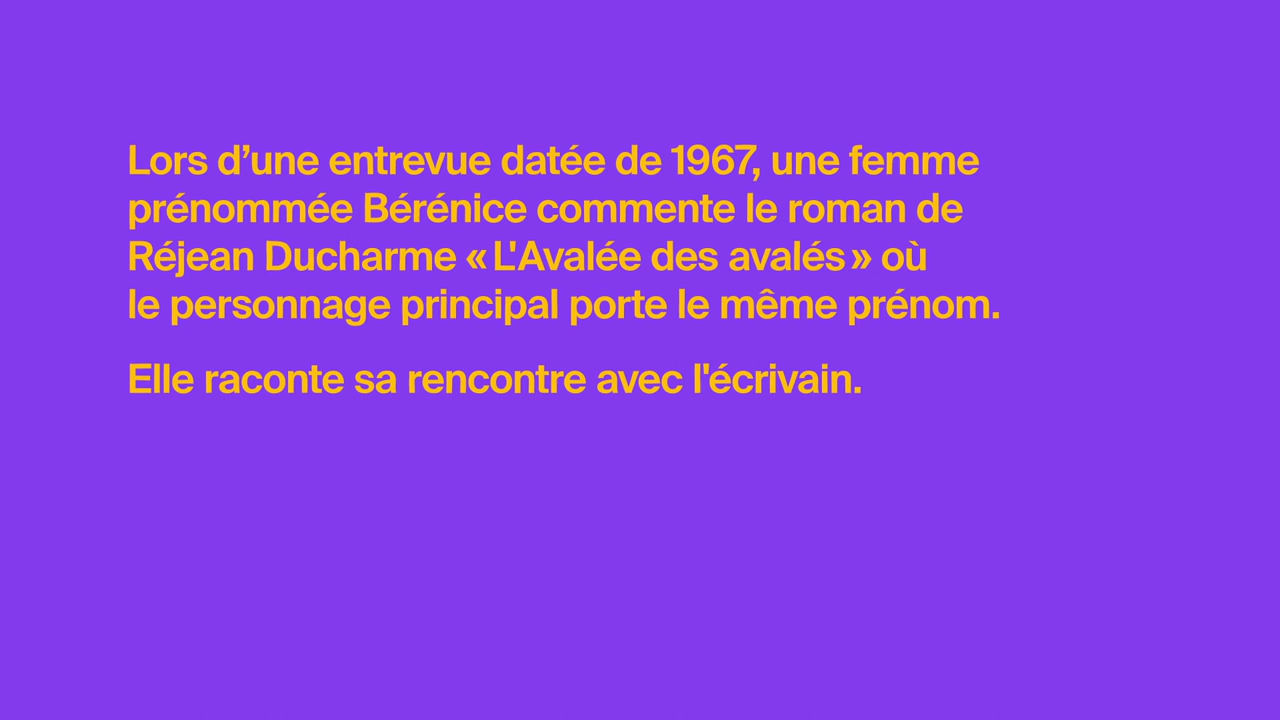 Lors d’une entrevue datée de 1967, une femme
prénommée Bérénice commente le roman de
Réjean Ducharme « L'Avalée des avalés » où
le personnage principal porte le même prénom.
Elle raconte sa rencontre avec l'écrivain.